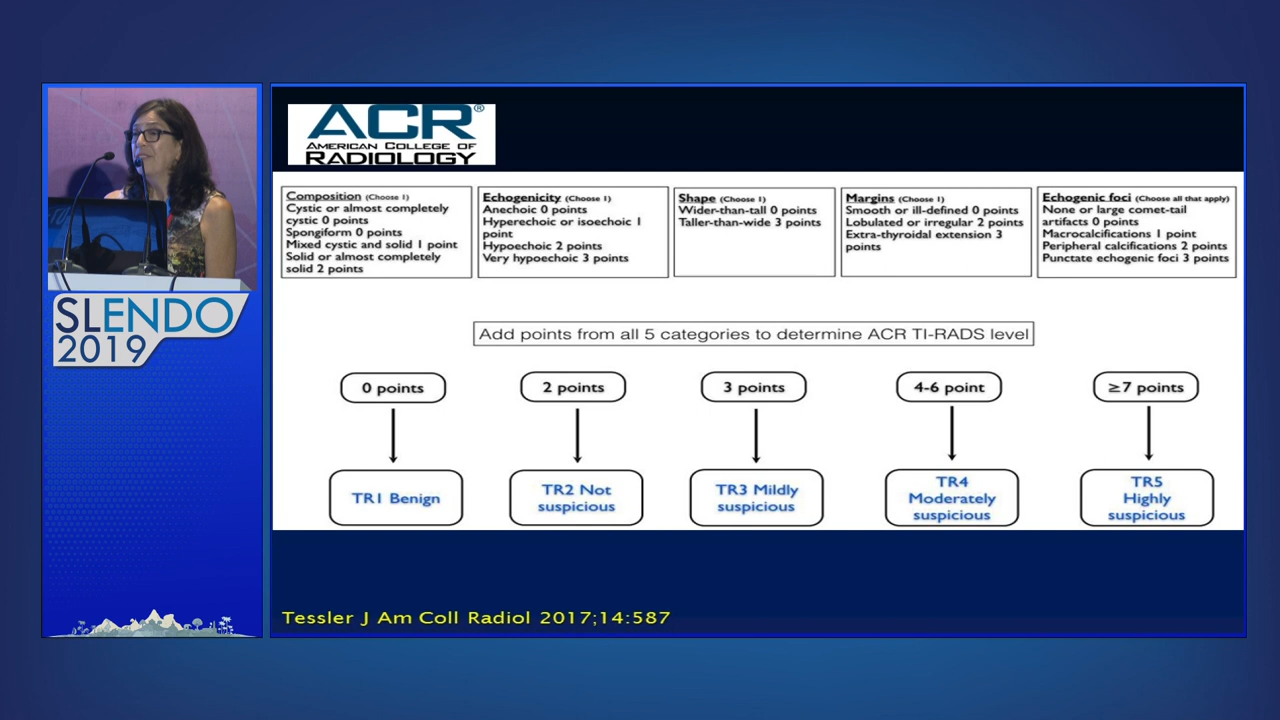 ACR®
AMERICAN COLLEGE OF
RADIOLOGY
Composition (Choose 1)
Cystic or almost completely
cystic 0 points
Spongiform 0 points
Mixed cystic and solid 1 point
Solid or almost completely
solid 2 points
Echogenicity (Choose 1)
Anechoic 0 points
Hyperechoic or isoechoic 1
point
Hypoechoic 2 points
Very hypoechoic 3 points
Shape (Choose 1)
Wider-than-tall 0 points
Taller-than-wide 3 points
Margins (Choose 1)
Smooth or ill-defined 0 points
Lobulated or irregular 2 points
Extra-thyroidal extension 3
points
Echogenic foci (Choose all that apply)
None or large comet-tail
artifacts 0 points
Macrocalcifications 1 point
Peripheral calcifications 2 points
Punctate echogenic foci 3 points
SLENDO
2019
Add points from all 5 categories to determine ACR TI-RADS level
0 points
2 points
3 points
4-6 point
≥7 points
TR1 Benign
TR2 Not
suspicious
TR3 Mildly
suspicious
TR4
Moderately
suspicious
TR5
Highly
suspicious
Tessler J Am Coll Radiol 2017;14:587